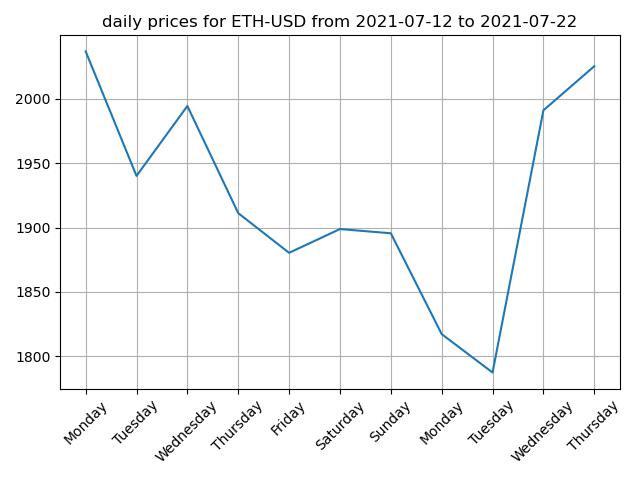 daily prices for ETH-USD from 2021-07-12 to 2021-07-22
2000
1950
1900
1850
1800
Monday
Tuesday
Wednesday
Thursday
Friday
Saturday
Sunday
Monday
Tuesday
Wednesday
Thursday